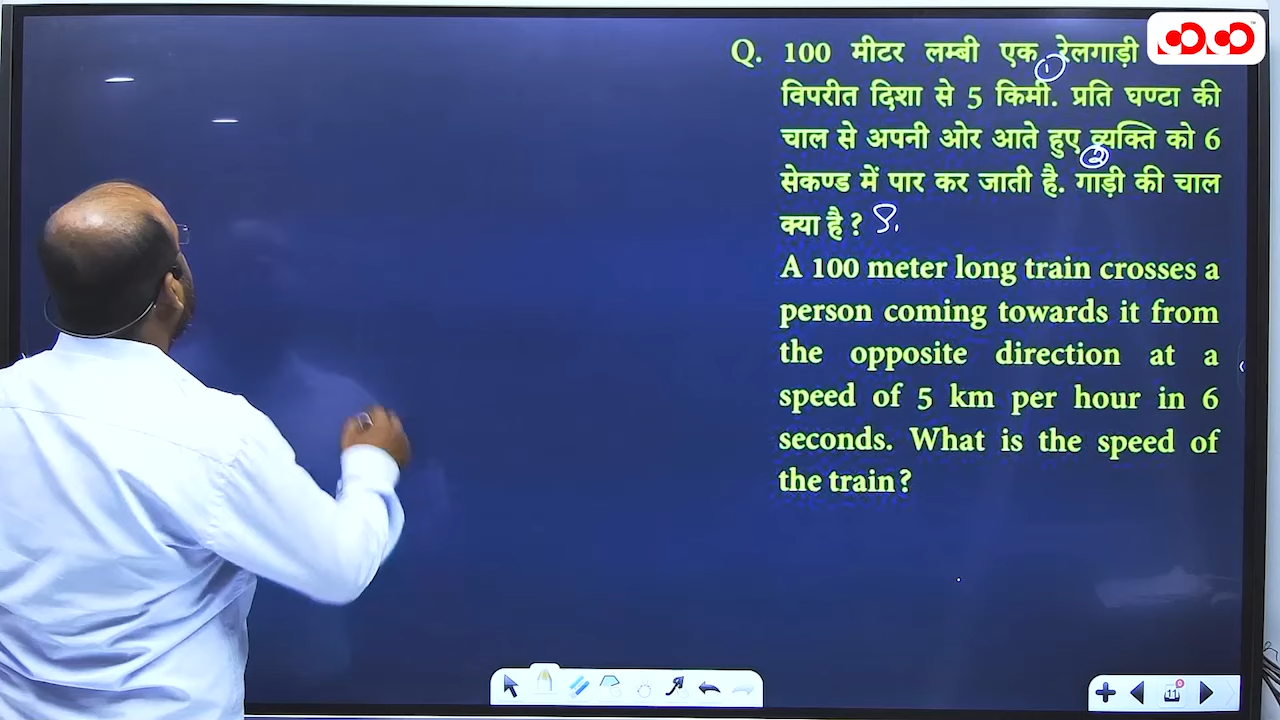 Q. 100 मीटर लम्बी एक रेलगाड़ी
विपरीत दिशा से 5 किमी. प्रति घण्टा की
चाल से अपनी ओर आते हुए व्यक्ति को 6
सेकण्ड में पार कर जाती है. गाड़ी की चाल
क्या है ?
A 100 meter long train crosses a
person coming towards it from
the opposite direction at a
speed of 5 km per hour in 6
seconds. What is the speed of
the train?
11